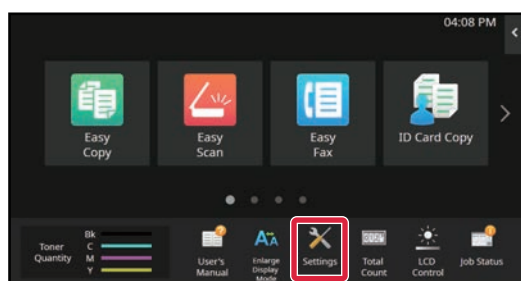 04:08 PM
Easy
Copy
Easy
Scan
Easy
Fax
ID Card Copy
Toner
Quantity
Bk
C
M
Y
User's
Manual
Enlarge
Display
Mode
Settings
Total
Count
LCD
Control
Job Status